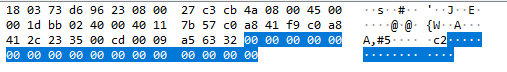 18 03 73 d6 96 23 08 00 27 c3 cb 4a 08 00 45 00 ··s··#·· '··J··E·
00 1d bb 02 40 00 40 11 7b 57 c0 a8 41 f9 c0 a8 ····@·@· {W··A···
41 2c 23 35 00 cd 00 09 a5 63 32 00 00 00 00 00 A,#5···· ·c2·····
00 00 00 00 00 00 00 00 00 00 00 00 ········ ····